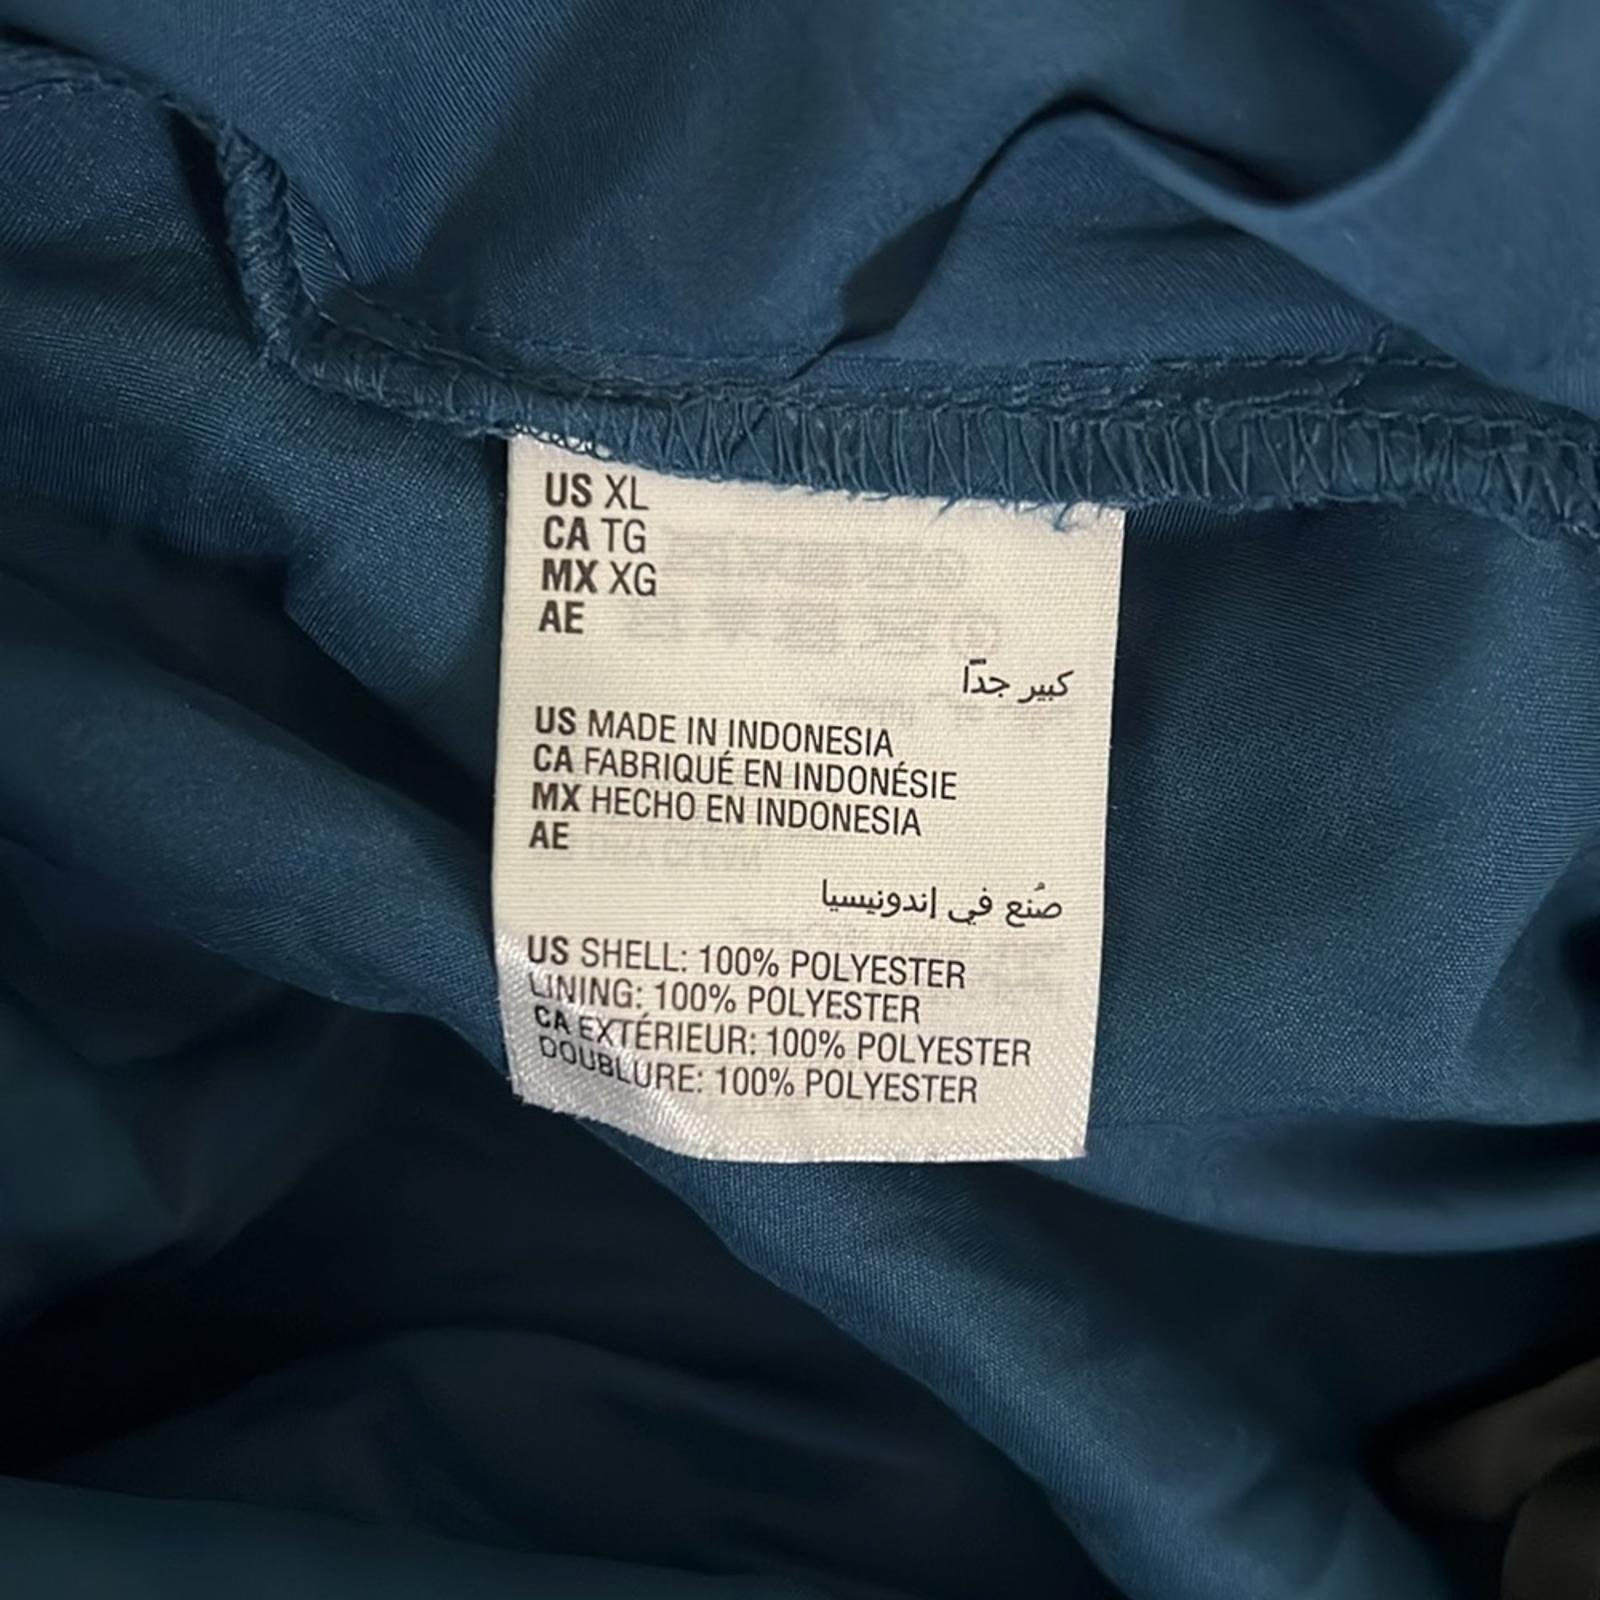 US XL
CA TG
MX XG
AE
كبير جدًا
US MADE IN INDONESIA
CA FABRIQUÉ EN INDONÉSIE
MX HECHO EN INDONESIA
AE
صُنع في إندونيسيا
US SHELL: 100% POLYESTER
LINING: 100% POLYESTER
CA EXTÉRIEUR: 100% POLYESTER
DOUBLURE: 100% POLYESTER